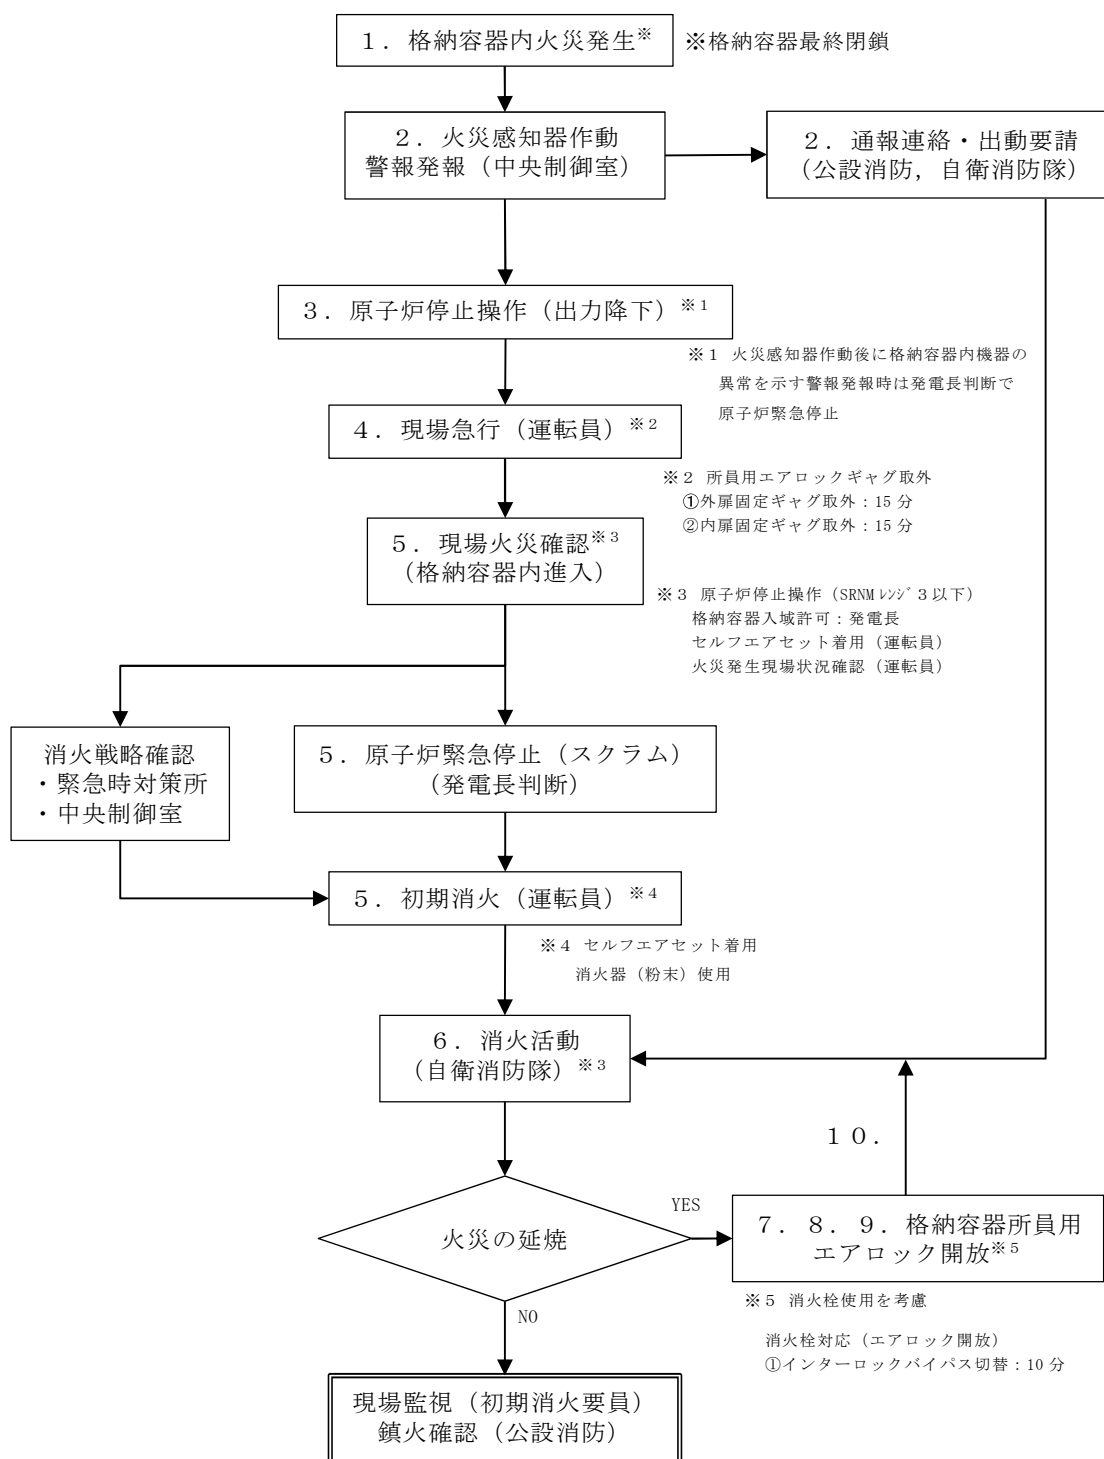 １．格納容器内火災発生※
※格納容器最終閉鎖
２．火災感知器作動
警報発報（中央制御室）
２．通報連絡・出動要請
（公設消防，自衛消防隊）
３．原子炉停止操作（出力降下）※１
※１ 火災感知器作動後に格納容器内機器の
異常を示す警報発報時は発電長判断で
原子炉緊急停止
４．現場急行（運転員）※２
※２ 所員用エアロックギャグ取外
①外扉固定ギャグ取外：15 分
②内扉固定ギャグ取外：15 分
５．現場火災確認※３
（格納容器内進入）
※３ 原子炉停止操作（SRNM ﾚﾝｼﾞ３以下）
格納容器入域許可：発電長
セルフエアセット着用（運転員）
火災発生現場状況確認（運転員）
消火戦略確認
・緊急時対策所
・中央制御室
５．原子炉緊急停止（スクラム）
（発電長判断）
５．初期消火（運転員）※４
※４ セルフエアセット着用
消火器（粉末）使用
６．消火活動
（自衛消防隊）※３
１０．
火災の延焼
YES
７．８．９．格納容器所員用
エアロック開放※５
※５ 消火栓使用を考慮
消火栓対応（エアロック開放）
①インターロックバイパス切替：10 分
NO
現場監視（初期消火要員）
鎮火確認（公設消防）